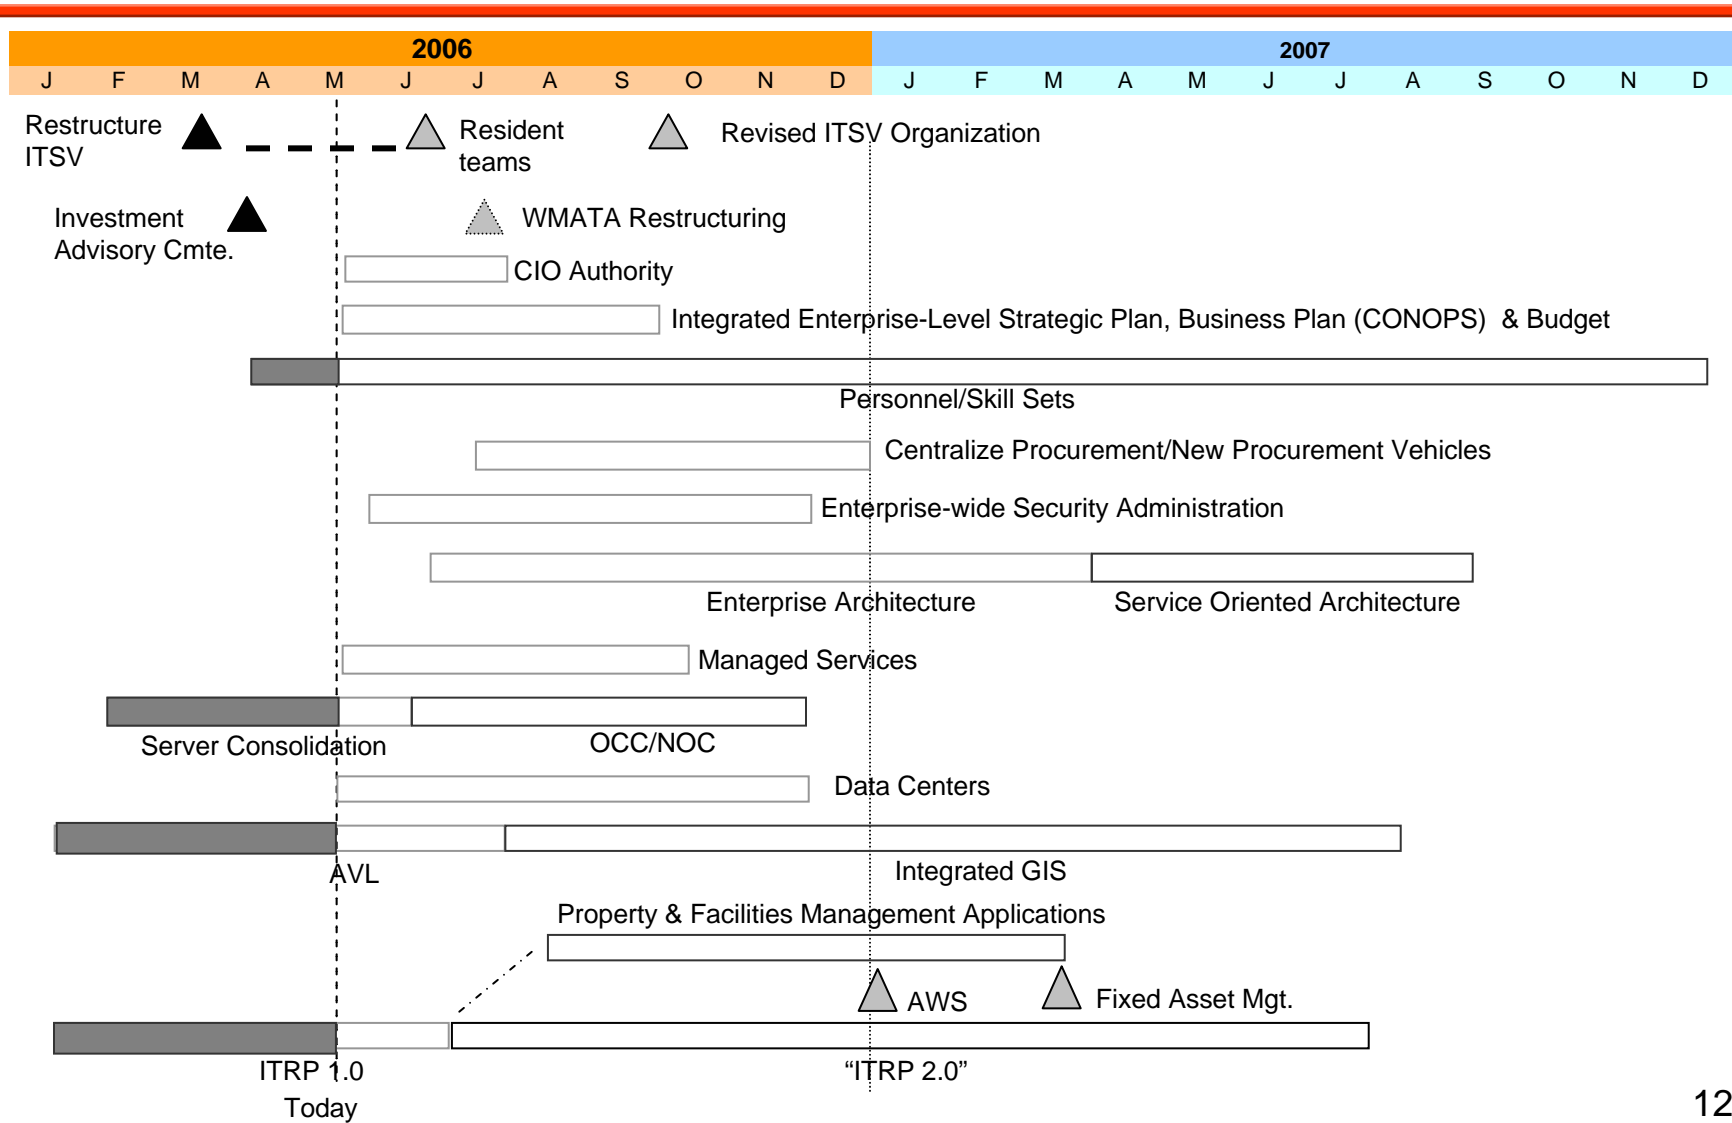 2006 2007
J F M A M J J A S O N D J F M A M J J A S O N D
Restructure
ITSV
Resident
teams
Revised ITSV Organization
Investment
Advisory Cmte.
WMATA Restructuring
CIO Authority
Integrated Enterprise-Level Strategic Plan, Business Plan (CONOPS) & Budget
Personnel/Skill Sets
Centralize Procurement/New Procurement Vehicles
Enterprise-wide Security Administration
Enterprise Architecture
Service Oriented Architecture
Managed Services
Server Consolidation
OCC/NOC
Data Centers
AVL
Integrated GIS
Property & Facilities Management Applications
AWS
Fixed Asset Mgt.
ITRP 1.0
“ITRP 2.0”
Today
12